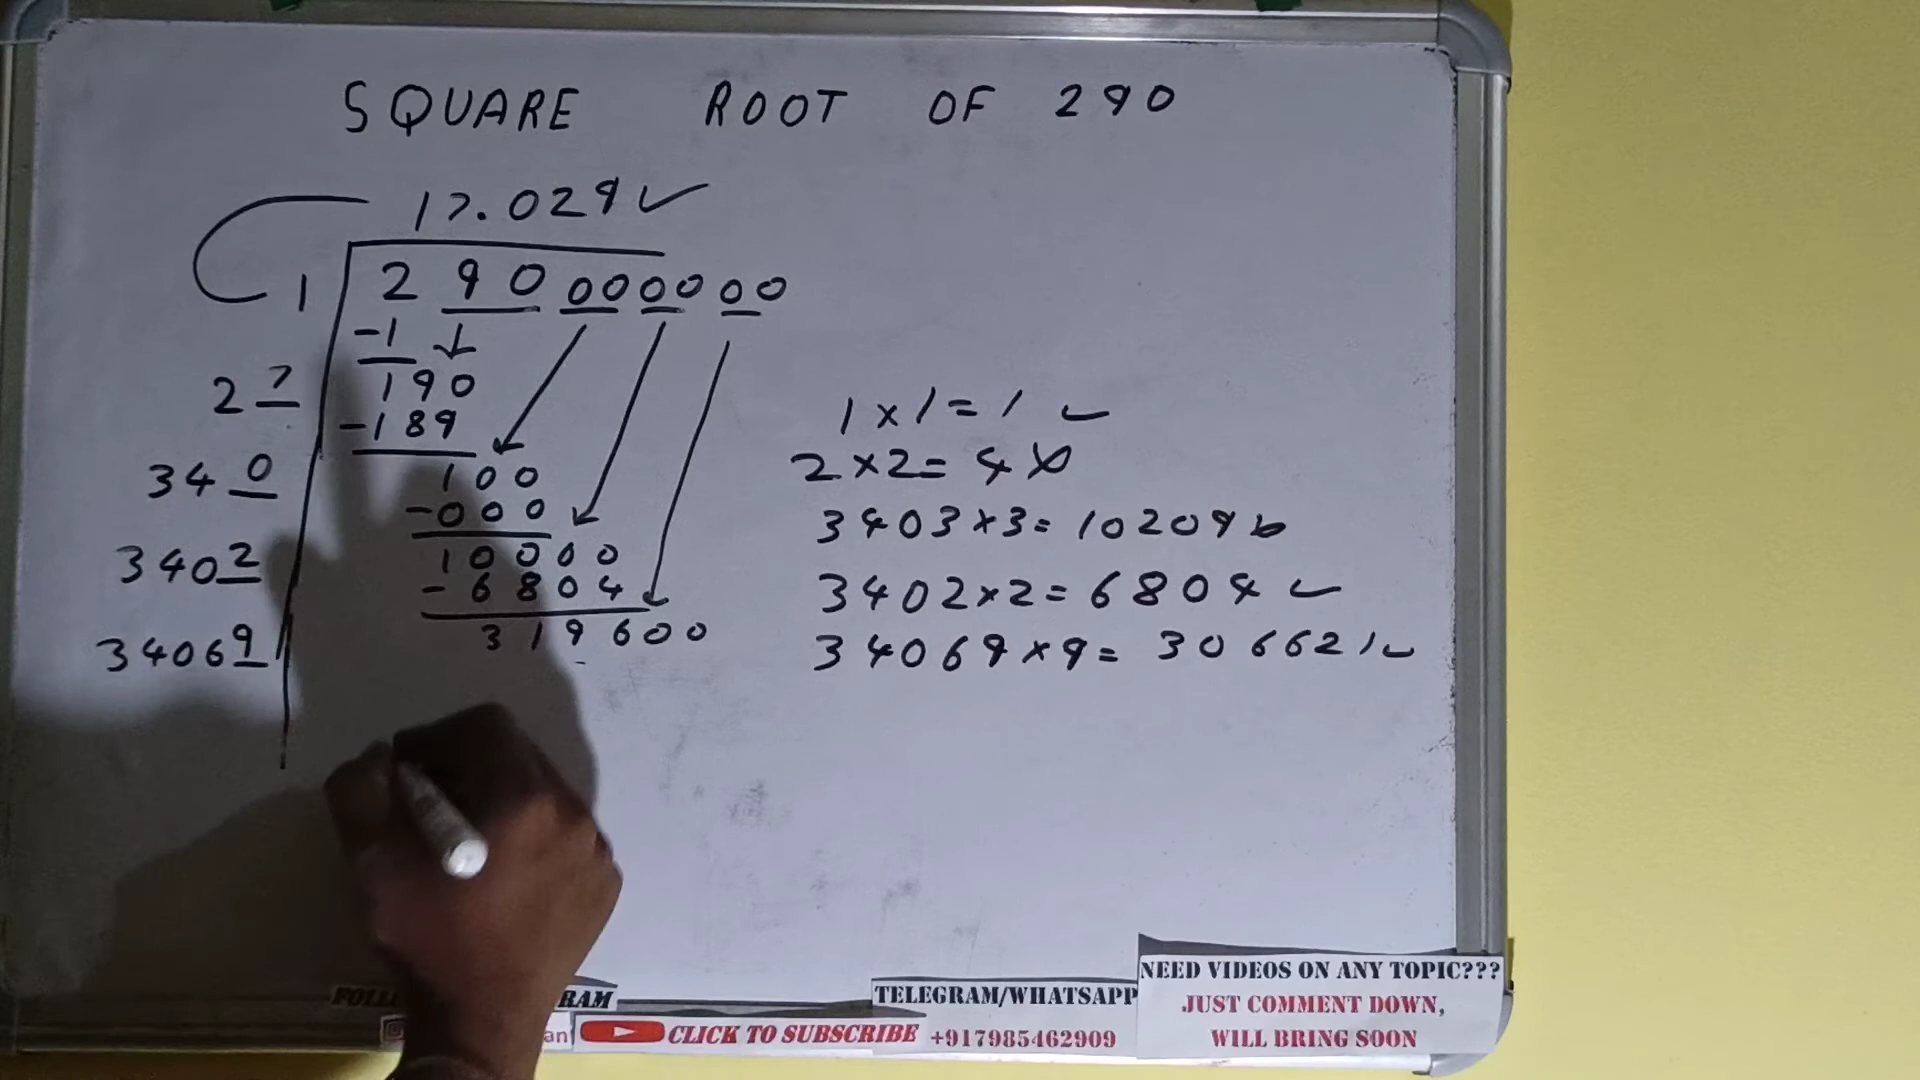 SQUARE ROOT OF 290
17.029✓
1 290 00 00 00
-1
27 190
-189
340 100
-000
3402 10000
-6804
34069 319600
1×1=1 ✓
2×2=4 ×
3403×3=10209
3402×2=6804 ✓
34069×9=306621 ✓
RAM
CLICK TO SUBSCRIBE
TELEGRAM/WHATSAPP
+917985462909
NEED VIDEOS ON ANY TOPIC???
JUST COMMENT DOWN,
WILL BRING SOON